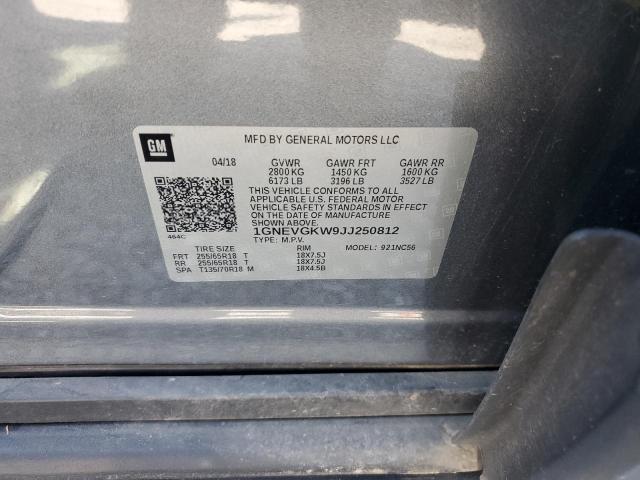 GM
MFD BY GENERAL MOTORS LLC
04/18 GVWR GAWR FRT GAWR RR
2800 KG 1450 KG 1600 KG
6173 LB 3196 LB 3527 LB
THIS VEHICLE CONFORMS TO ALL
APPLICABLE U.S. FEDERAL MOTOR
VEHICLE SAFETY STANDARDS IN EFFECT
ON THE DATE OF MANUFACTURE
SHOWN ABOVE.
464C
1GNEVGKW9JJ250812
TYPE: M.P.V. MODEL: 921NC56
TIRE SIZE RIM
FRT 255/65R18 T 18X7.5J
RR 255/65R18 T 18X7.5J
SPA T135/70R18 M 18X4.5B